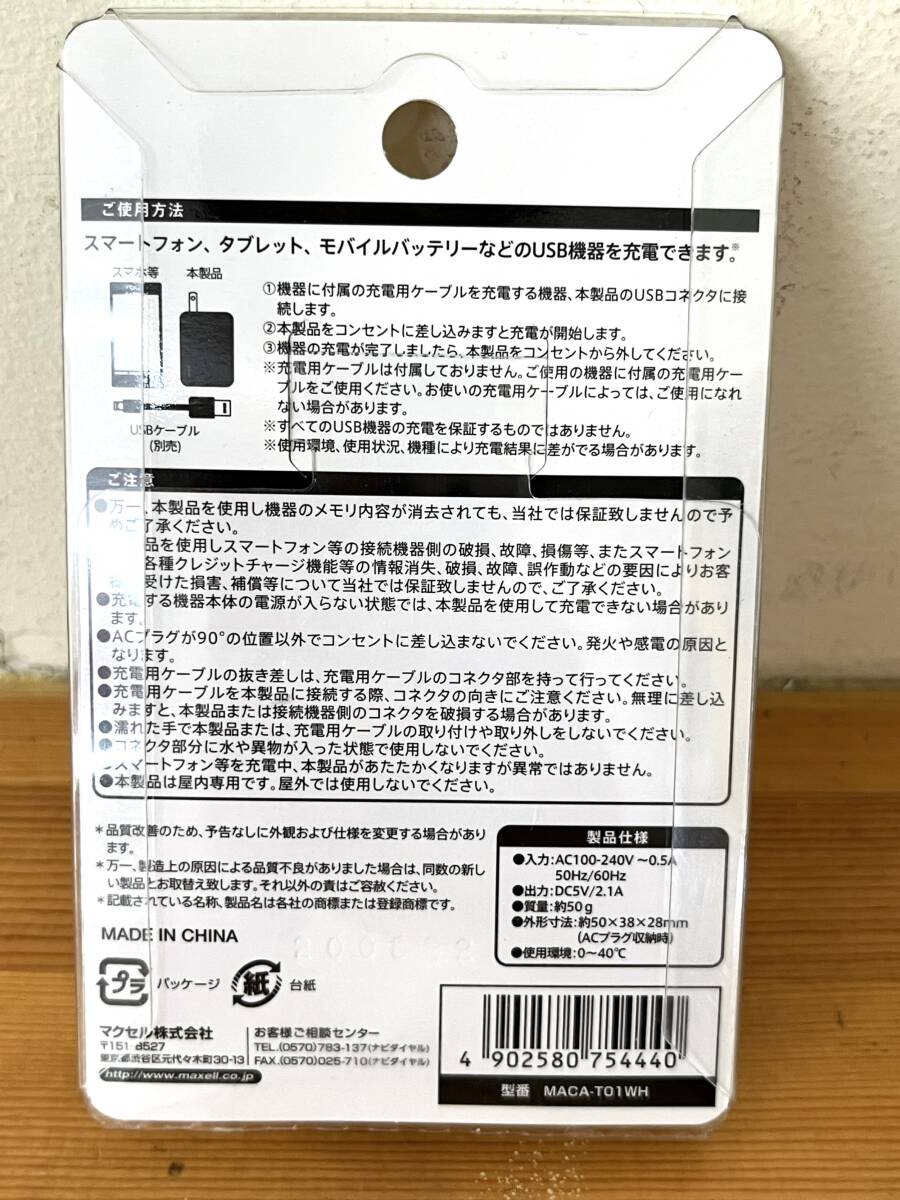 ご使用方法
スマートフォン、タブレット、モバイルバッテリーなどのUSB機器を充電できます。※
スマホ等 本製品
USBケーブル
(別売)
①機器に付属の充電用ケーブルを充電する機器、本製品のUSBコネクタに接
続します。
②本製品をコンセントに差し込みますと充電が開始します。
③機器の充電が完了しましたら、本製品をコンセントから外してください。
※充電用ケーブルは付属しておりません。ご使用の機器に付属の充電用ケー
ブルをご使用ください。お使いの充電用ケーブルによっては、ご使用になれ
ない場合があります。
※すべてのUSB機器の充電を保証するものではありません。
※使用環境、使用状況、機種により充電結果に差がでる場合があります。
ご注意
●万一、本製品を使用し機器のメモリ内容が消去されても、当社では保証致しませんので予
めご了承ください。
品を使用しスマートフォン等の接続機器側の破損、故障、損傷等、またスマートフォン
各種クレジットチャージ機能等の情報消失、破損、故障、誤作動などの要因によりお客
受けた損害、補償等について当社では保証致しませんので、ご了承ください。
●充電する機器本体の電源が入らない状態では、本製品を使用して充電できない場合があり
ます。
●ACプラグが90°の位置以外でコンセントに差し込まないでください。発火や感電の原因と
なります。
●充電用ケーブルの抜き差しは、充電用ケーブルのコネクタ部を持って行ってください。
●充電用ケーブルを本製品に接続する際、コネクタの向きにご注意ください。無理に差し込
みますと、本製品または接続機器側のコネクタを破損する場合があります。
●濡れた手で本製品または、充電用ケーブルの取り付けや取り外しをしないでください。
●コネクタ部分に水や異物が入った状態で使用しないでください。
●スマートフォン等を充電中、本製品があたたかくなりますが異常ではありません。
●本製品は屋内専用です。屋外では使用しないでください。
＊品質改善のため、予告なしに外観および仕様を変更する場合があり
ます。
＊万一、製造上の原因による品質不良がありました場合は、同数の新し
い製品とお取替え致します。それ以外の責はご容赦ください。
＊記載されている名称、製品名は各社の商標または登録商標です。
製品仕様
●入力:AC100-240V～0.5A
50Hz/60Hz
●出力:DC5V/2.1A
●質量:約50g
●外形寸法:約50×38×28mm
(ACプラグ収納時)
●使用環境:0～40℃
MADE IN CHINA
プラ パッケージ 紙 台紙
マクセル株式会社
〒151-8527
東京都渋谷区元代々木町30-13
http://www.maxell.co.jp
お客様ご相談センター
TEL.(0570)783-137(ナビダイヤル)
FAX.(0570)025-710(ナビダイヤル)
4 902580 754440
型番 MACA-T01WH